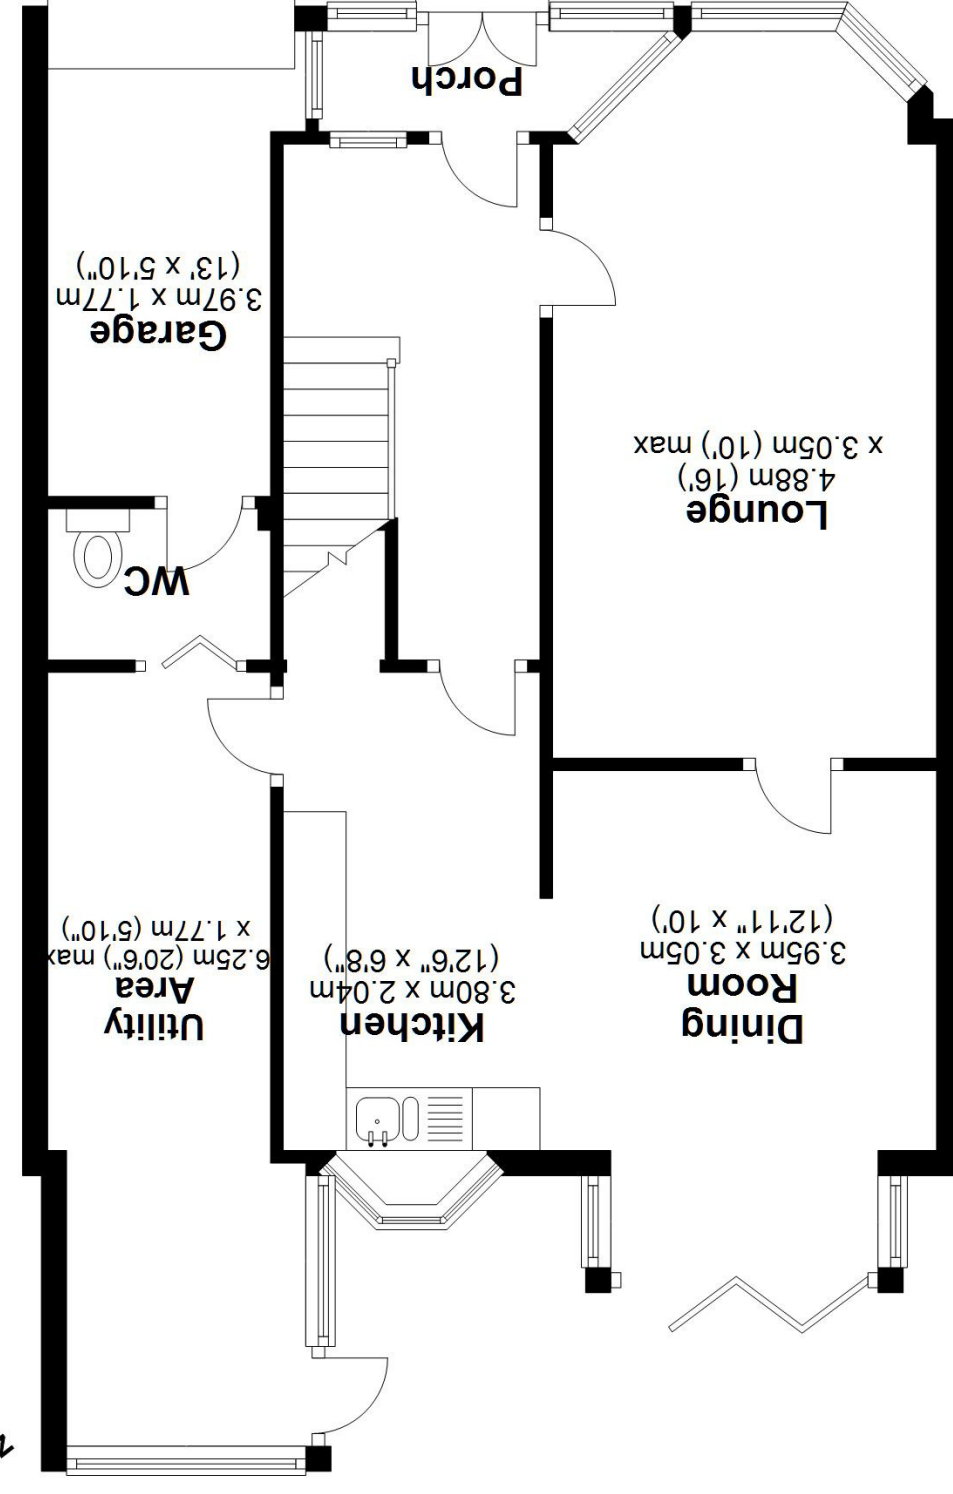 Utility
Area
6.25m (20'6") max
x 1.77m (5'10")
Kitchen
3.80m x 2.04m
(12'6" x 6'8")
Dining
Room
3.95m x 3.05m
(12'11" x 10')
WC
Lounge
4.88m (16')
x 3.05m (10') max
Garage
3.97m x 1.77m
(13' x 5'10")
Porch